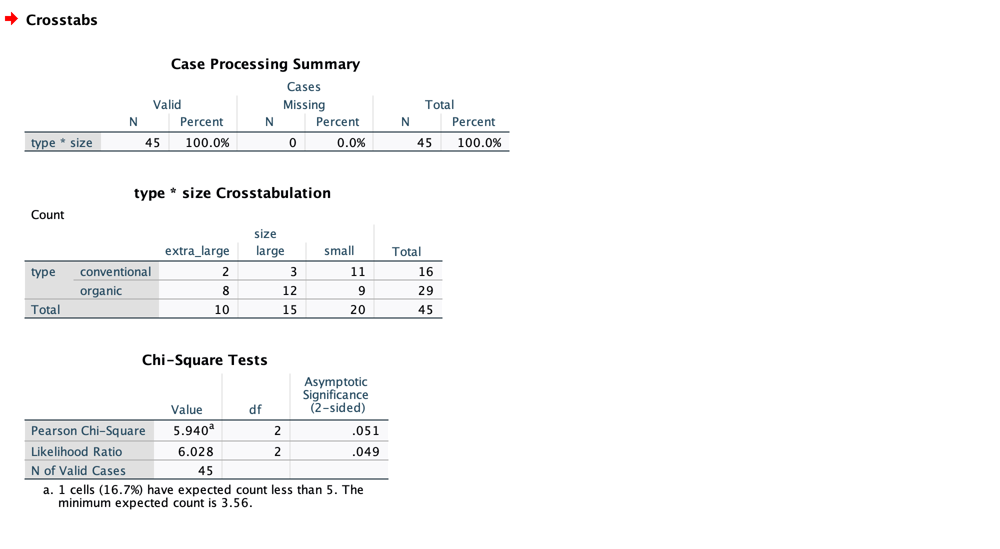 Crosstabs
Case Processing Summary
Cases
Valid Missing Total
N Percent N Percent N Percent
type * size 45 100.0% 0 0.0% 45 100.0%
type * size Crosstabulation
Count
size
extra_large large small Total
type conventional 2 3 11 16
organic 8 12 9 29
Total 10 15 20 45
Chi-Square Tests
Asymptotic
Significance
Value df (2-sided)
Pearson Chi-Square 5.940a 2 .051
Likelihood Ratio 6.028 2 .049
N of Valid Cases 45
a. 1 cells (16.7%) have expected count less than 5. The
minimum expected count is 3.56.